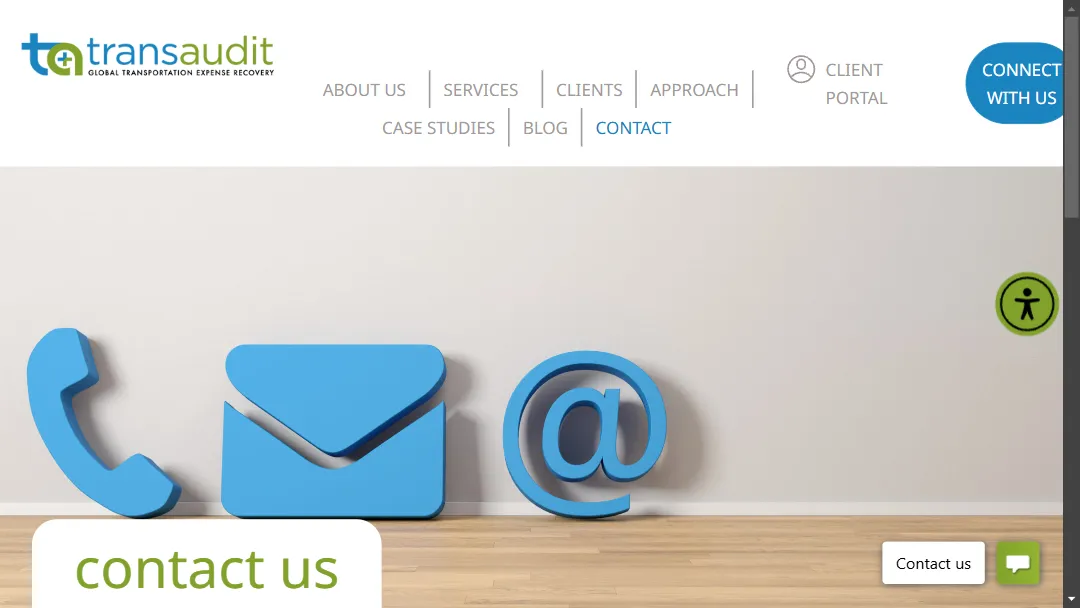 transaudit
GLOBAL TRANSPORTATION EXPENSE RECOVERY
ABOUT US
SERVICES
CLIENTS
APPROACH
CASE STUDIES
BLOG
CONTACT
CLIENT
PORTAL
CONNECT
WITH US
@
contact us
Contact us